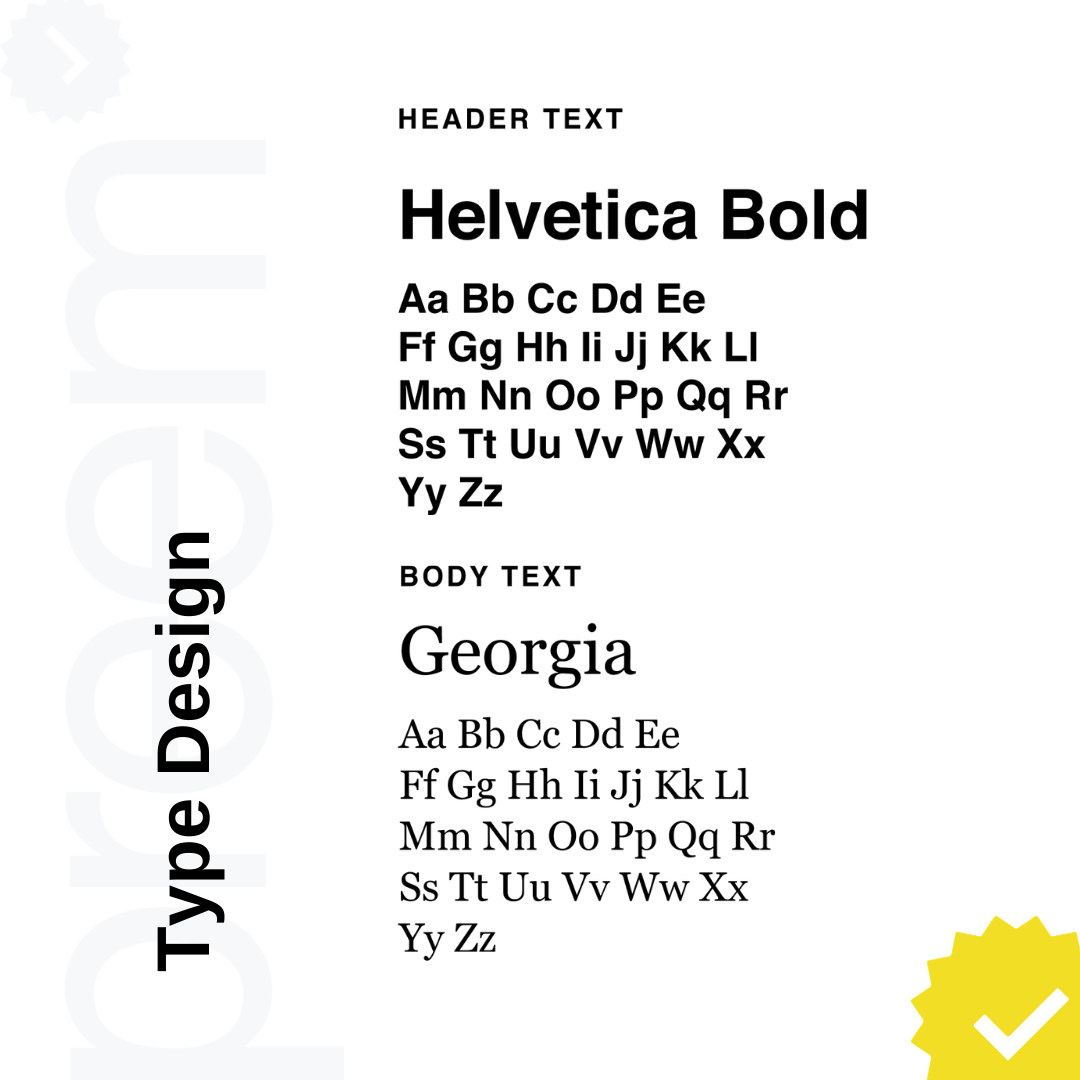 preem
Type Design
HEADER TEXT
Helvetica Bold
Aa Bb Cc Dd Ee
Ff Gg Hh Ii Jj Kk Ll
Mm Nn Oo Pp Qq Rr
Ss Tt Uu Vv Ww Xx
Yy Zz
BODY TEXT
Georgia
Aa Bb Cc Dd Ee
Ff Gg Hh Ii Jj Kk Ll
Mm Nn Oo Pp Qq Rr
Ss Tt Uu Vv Ww Xx
Yy Zz